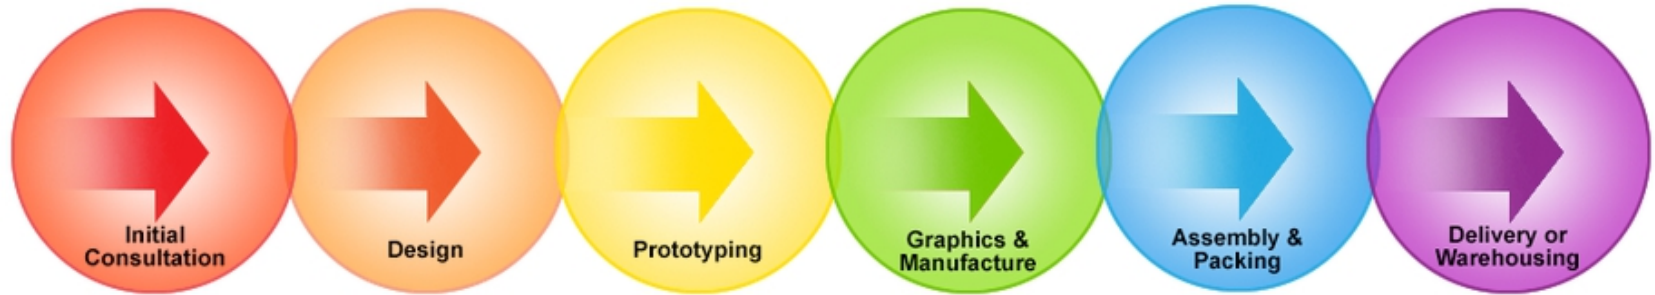 Initial
Consultation
Design
Prototyping
Graphics &
Manufacture
Assembly &
Packing
Delivery or
Warehousing